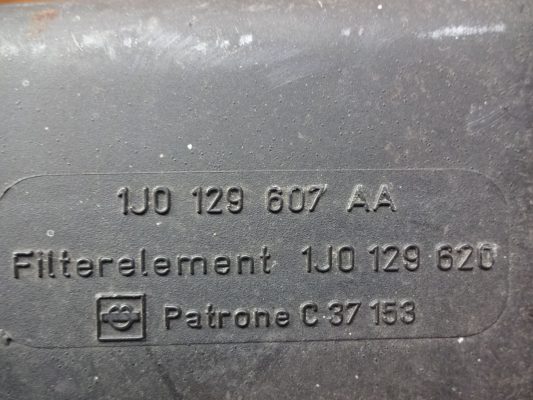 1J0 129 607 AA
Filterelement 1J0 129 620
Patrone C 37 153